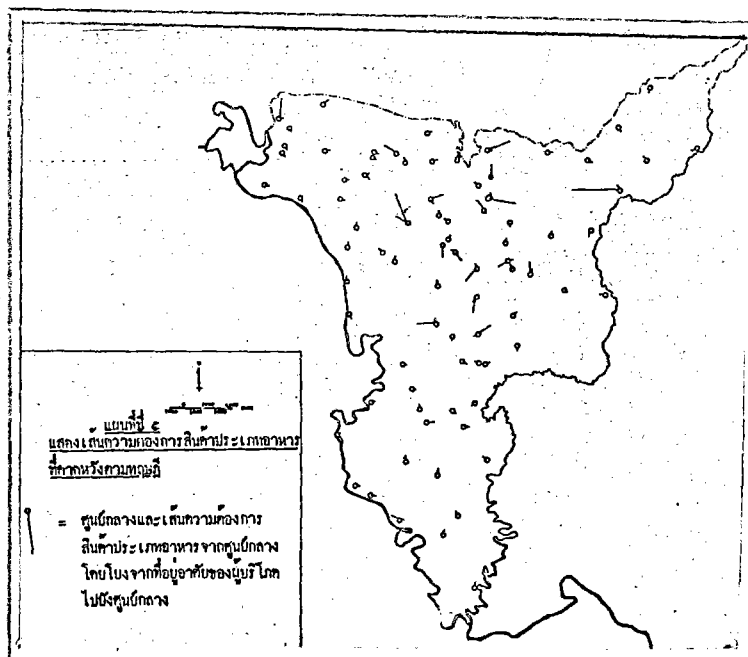 แผนที่ ๔
แสดงเส้นความต้องการสินค้าประเภทอาหาร
ที่คาดหวังตามทฤษฎี
= ศูนย์กลางและเส้นความต้องการ
สินค้าประเภทอาหารจากศูนย์กลาง
โดยโยงจากที่อยู่อาศัยของผู้บริโภค
ไปยังศูนย์กลาง